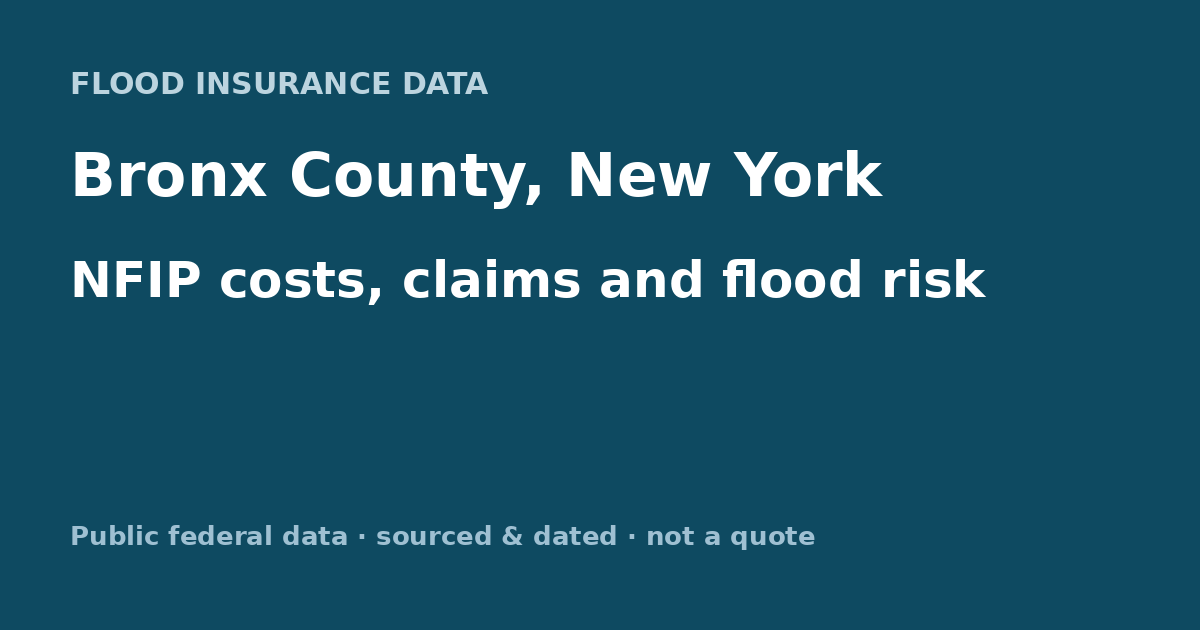 FLOOD INSURANCE DATA
Bronx County, New York
NFIP costs, claims and flood risk
Public federal data · sourced & dated · not a quote